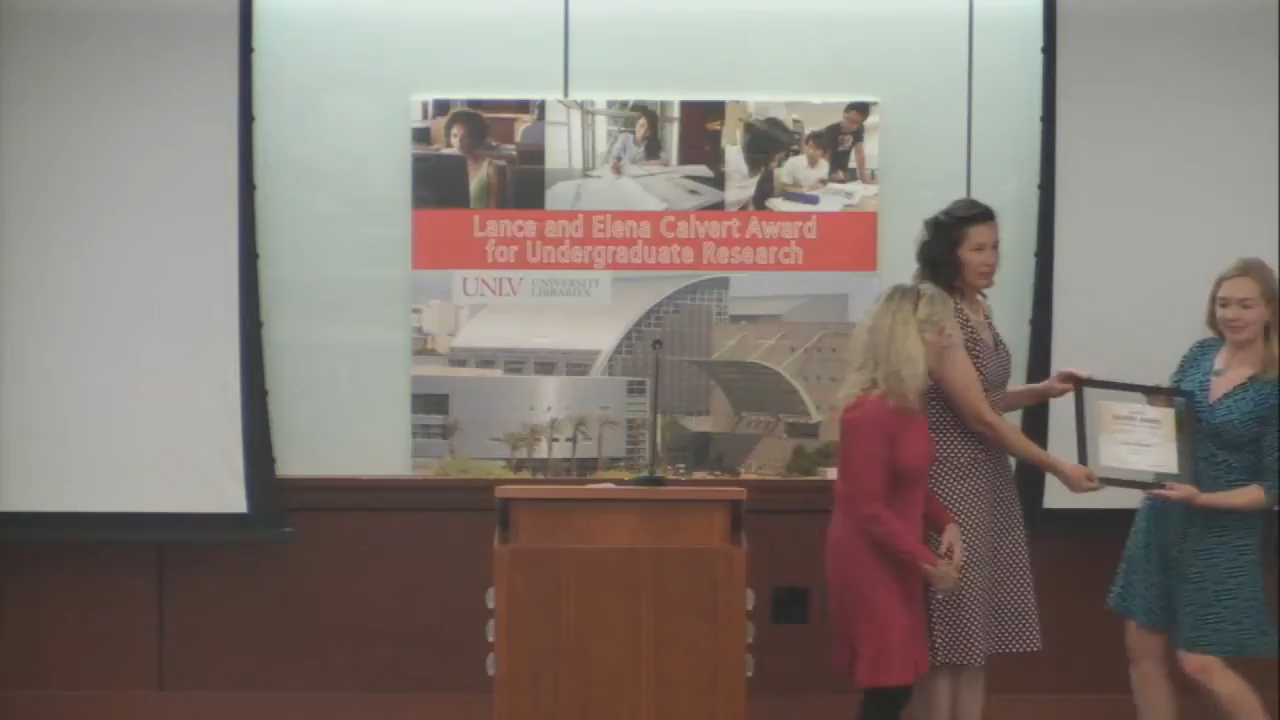 Lance and Elena Calvert Award
for Undergraduate Research
UNLV UNIVERSITY
LIBRARIES